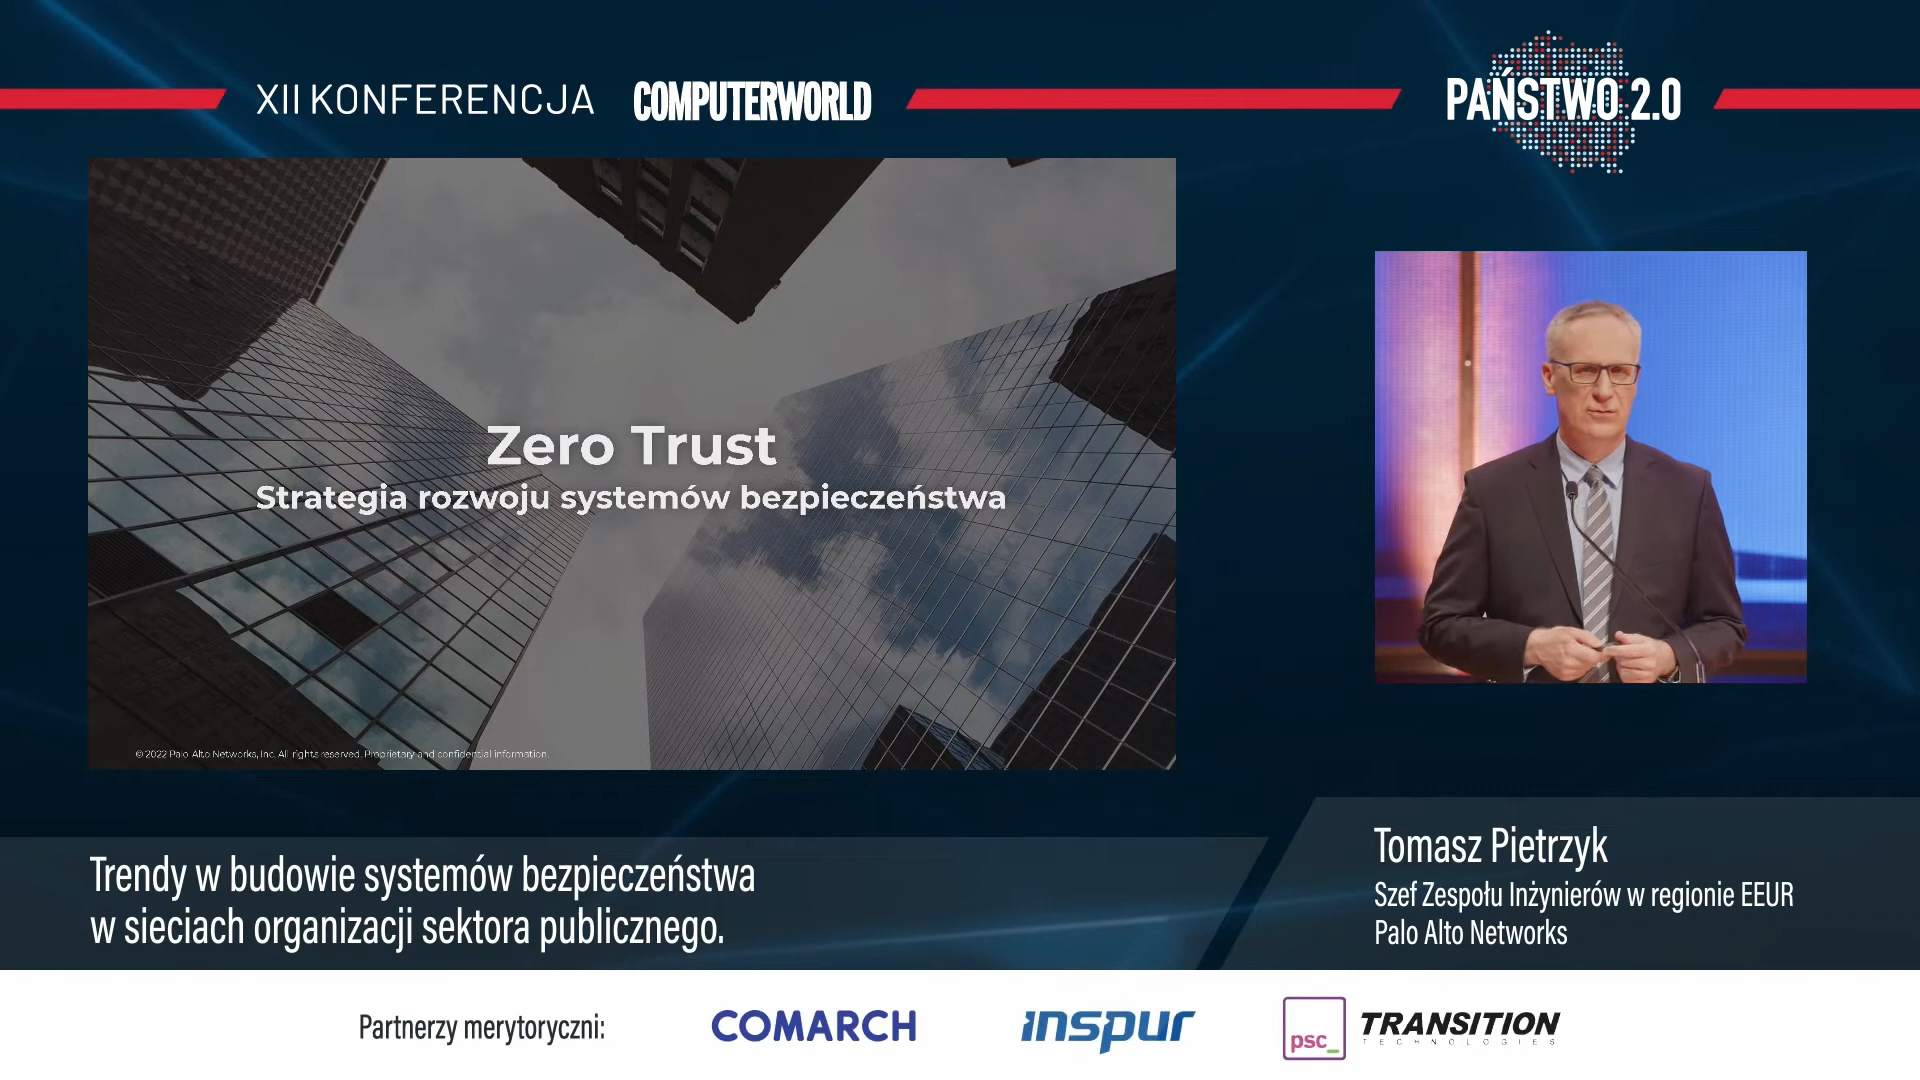 XII KONFERENCJA COMPUTERWORLD
PAŃSTWO 2.0
Zero Trust
Strategia rozwoju systemów bezpieczeństwa
© 2022 Palo Alto Networks, Inc. All rights reserved. Proprietary and confidential information.
Trendy w budowie systemów bezpieczeństwa
w sieciach organizacji sektora publicznego.
Tomasz Pietrzyk
Szef Zespołu Inżynierów w regionie EEUR
Palo Alto Networks
Partnerzy merytoryczni:
COMARCH
inspur
psc_
TRANSITION
TECHNOLOGIES